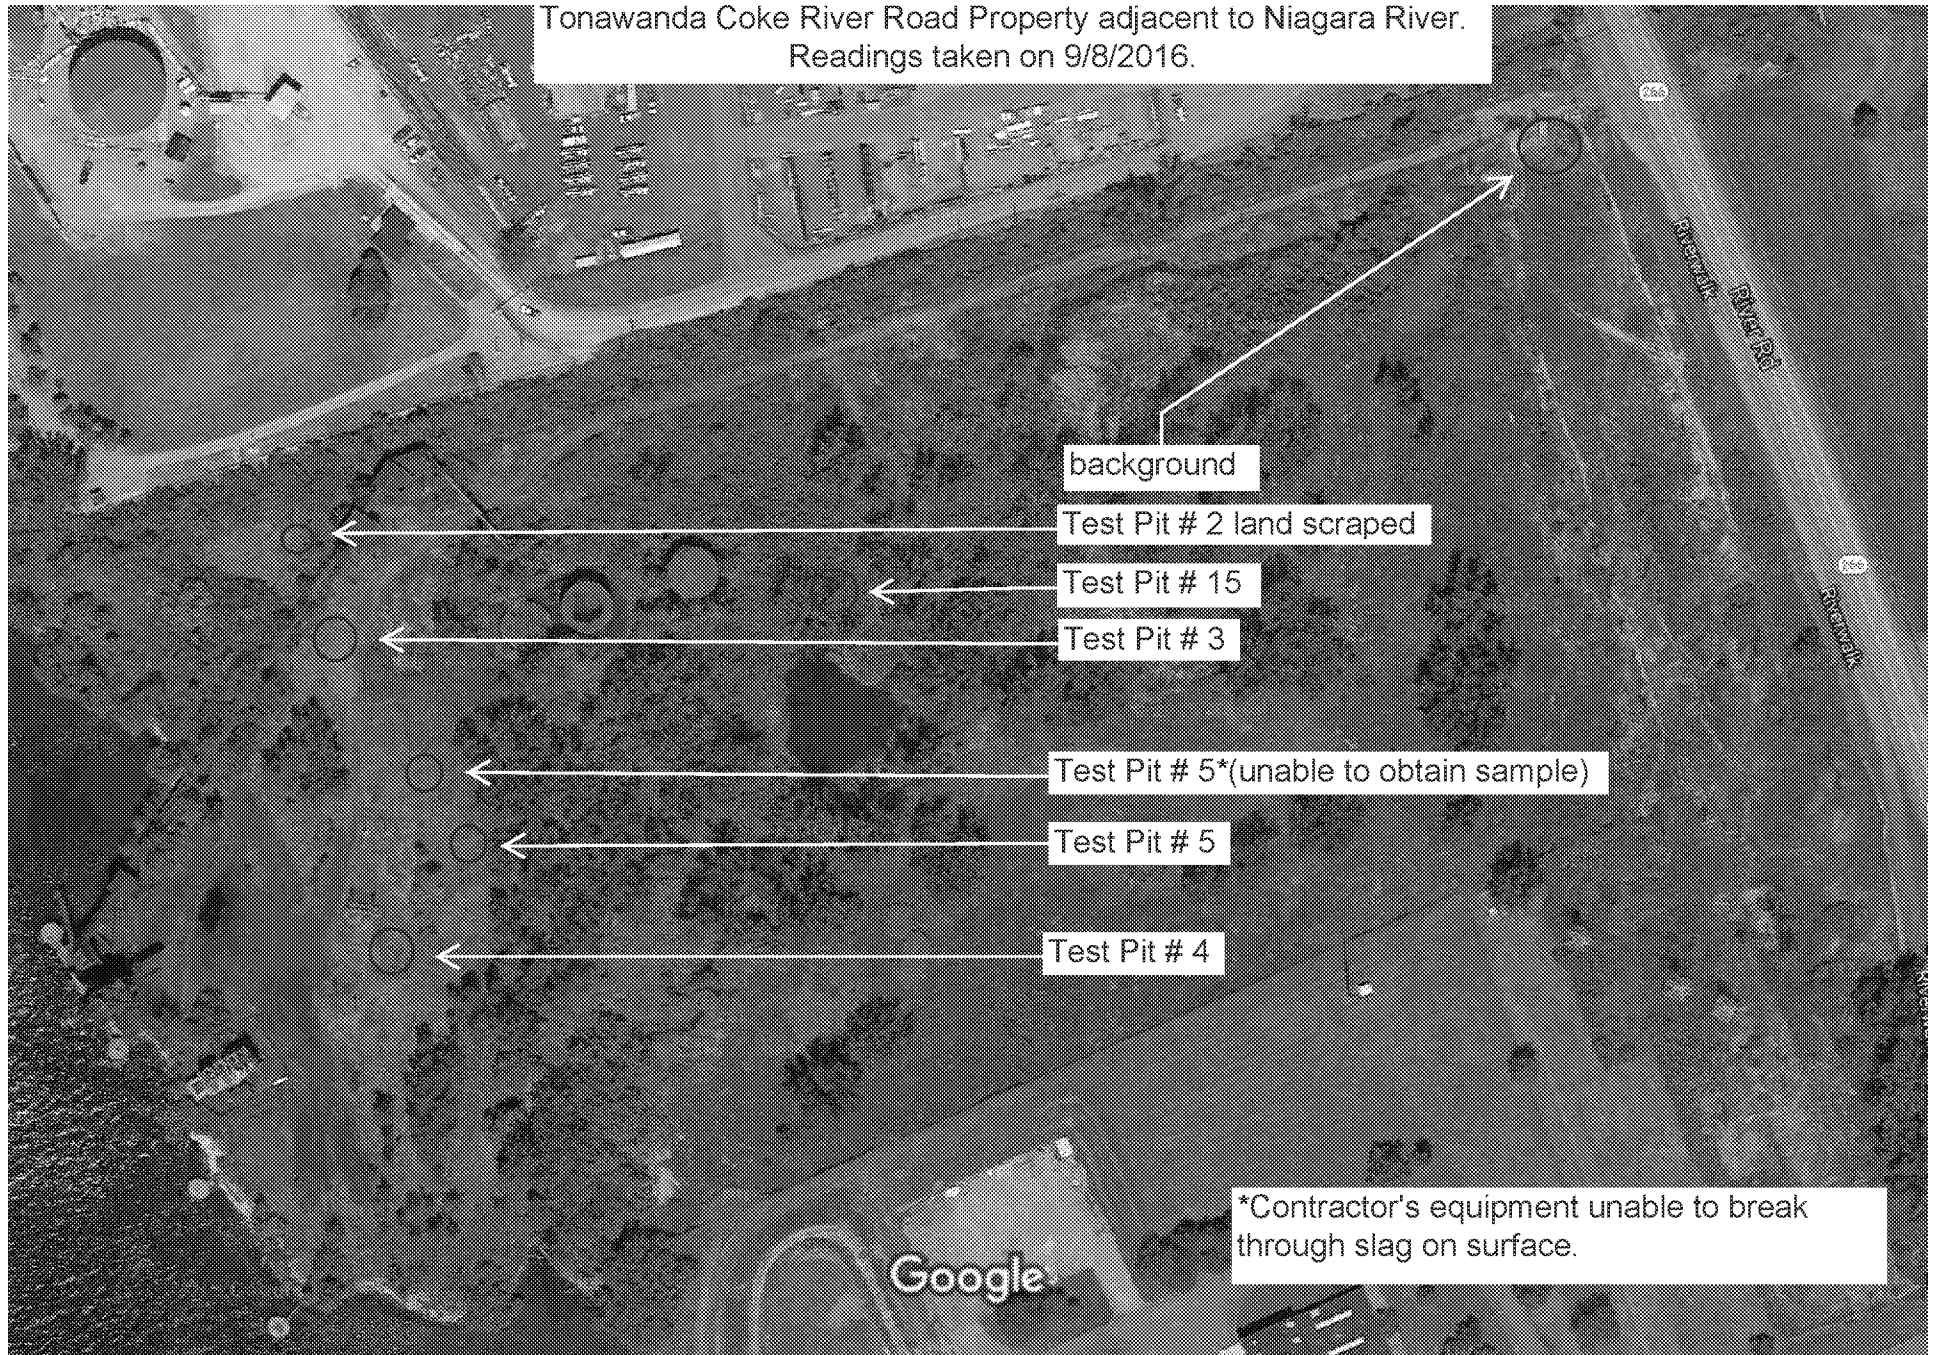 Tonawanda Coke River Road Property adjacent to Niagara River.
Readings taken on 9/8/2016.
266
Riverwalk
River Rd
background
Test Pit # 2 land scraped
266
Test Pit # 15
Riverwalk
Test Pit # 3
Test Pit # 5*(unable to obtain sample)
Test Pit # 5
Test Pit # 4
*Contractor's equipment unable to break
through slag on surface.
Google